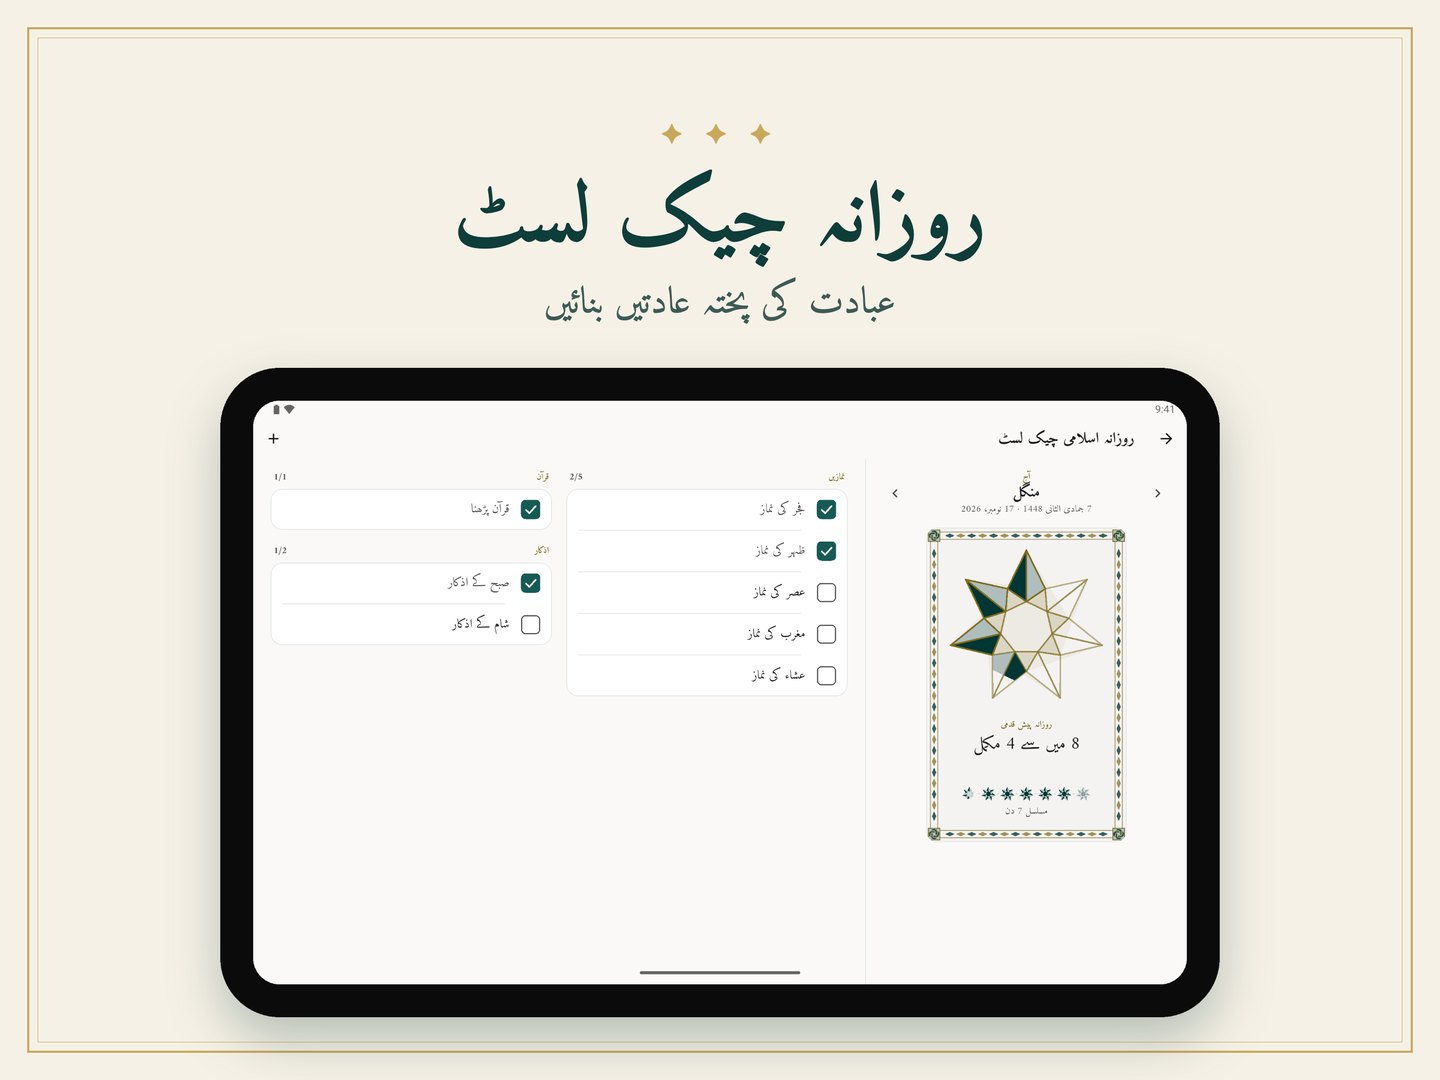 روزانہ چیک لسٹ
عبادت کی پختہ عادتیں بنائیں
9:41
روزانہ اسلامی چیک لسٹ
آج
منگل
7 جمادی الثانی 1448 · 17 نومبر، 2026
روزانہ پیش قدمی
8 میں سے 4 مکمل
مسلسل 7 دن
نمازیں 2/5
فجر کی نماز
ظہر کی نماز
عصر کی نماز
مغرب کی نماز
عشاء کی نماز
قرآن 1/1
قرآن پڑھنا
اذکار 1/2
صبح کے اذکار
شام کے اذکار